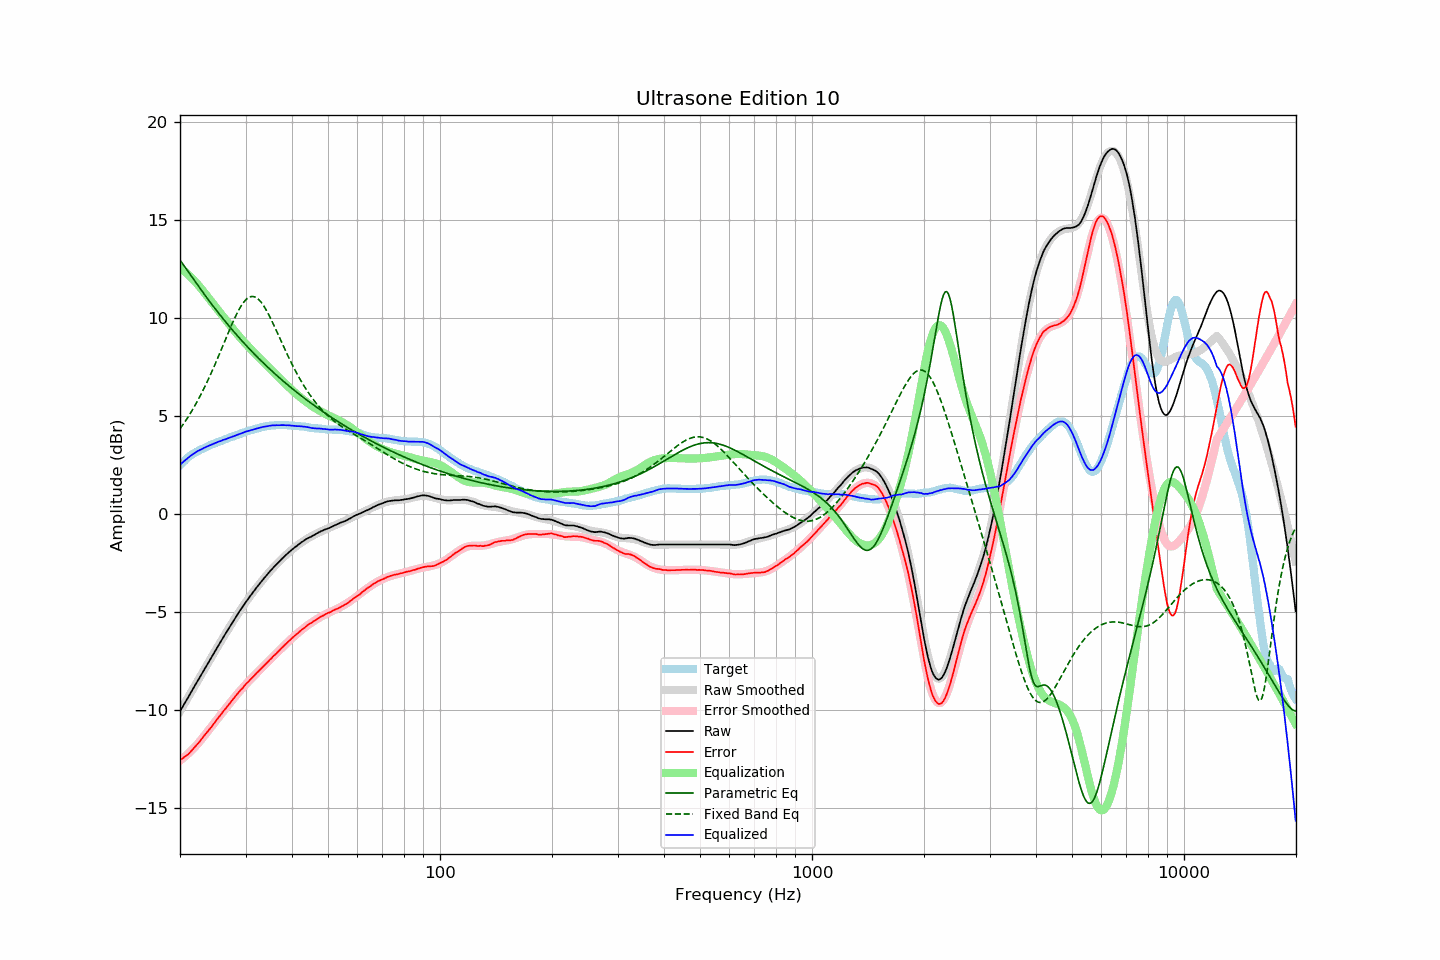 Ultrasone Edition 10
20
15
10
5
0
−5
−10
−15
Amplitude (dBr)
Target
Raw Smoothed
Error Smoothed
Raw
Error
Equalization
Parametric Eq
Fixed Band Eq
Equalized
100
1000
10000
Frequency (Hz)